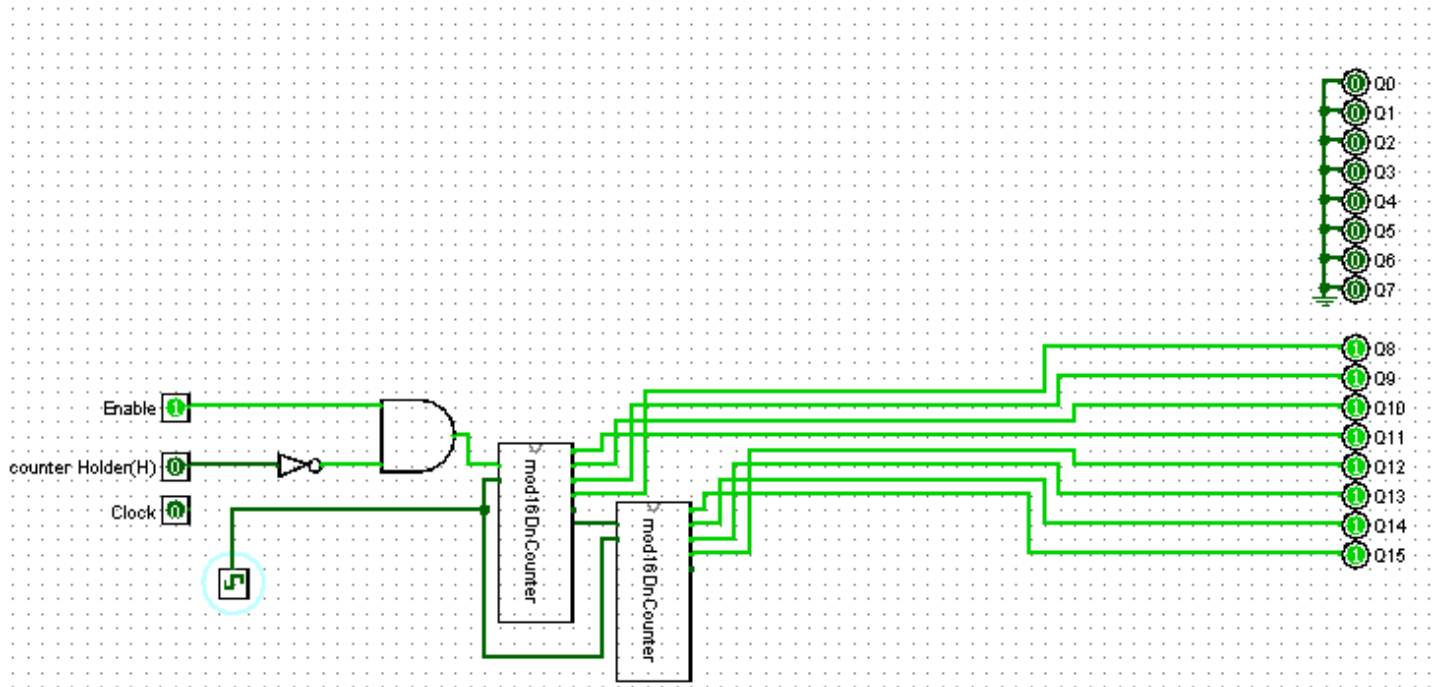 Q0
Q1
Q2
Q3
Q4
Q5
Q6
Q7
Q8
Q9
Q10
Q11
Q12
Q13
Q14
Q15
Enable 1
counter Holder(H) 0
Clock 0
mod16DnCounter
mod16DnCounter
0
0
0
0
0
0
0
0
1
1
1
1
1
1
1
1